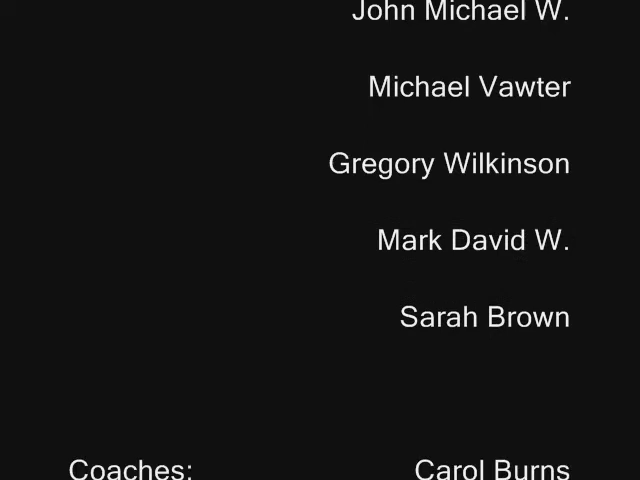 John Michael W.
Michael Vawter
Gregory Wilkinson
Mark David W.
Sarah Brown
Coaches: Carol Burns